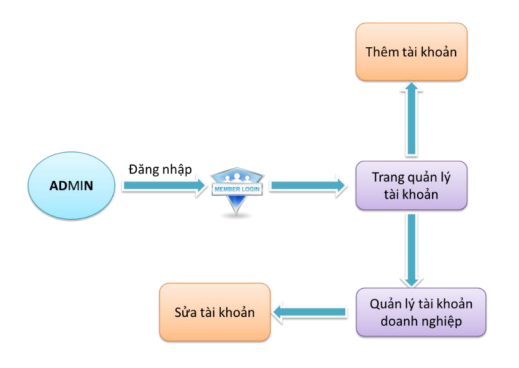 Thêm tài khoản
Đăng nhập
ADMIN
MEMBER LOGIN
Trang quản lý
tài khoản
Sửa tài khoản
Quản lý tài khoản
doanh nghiệp